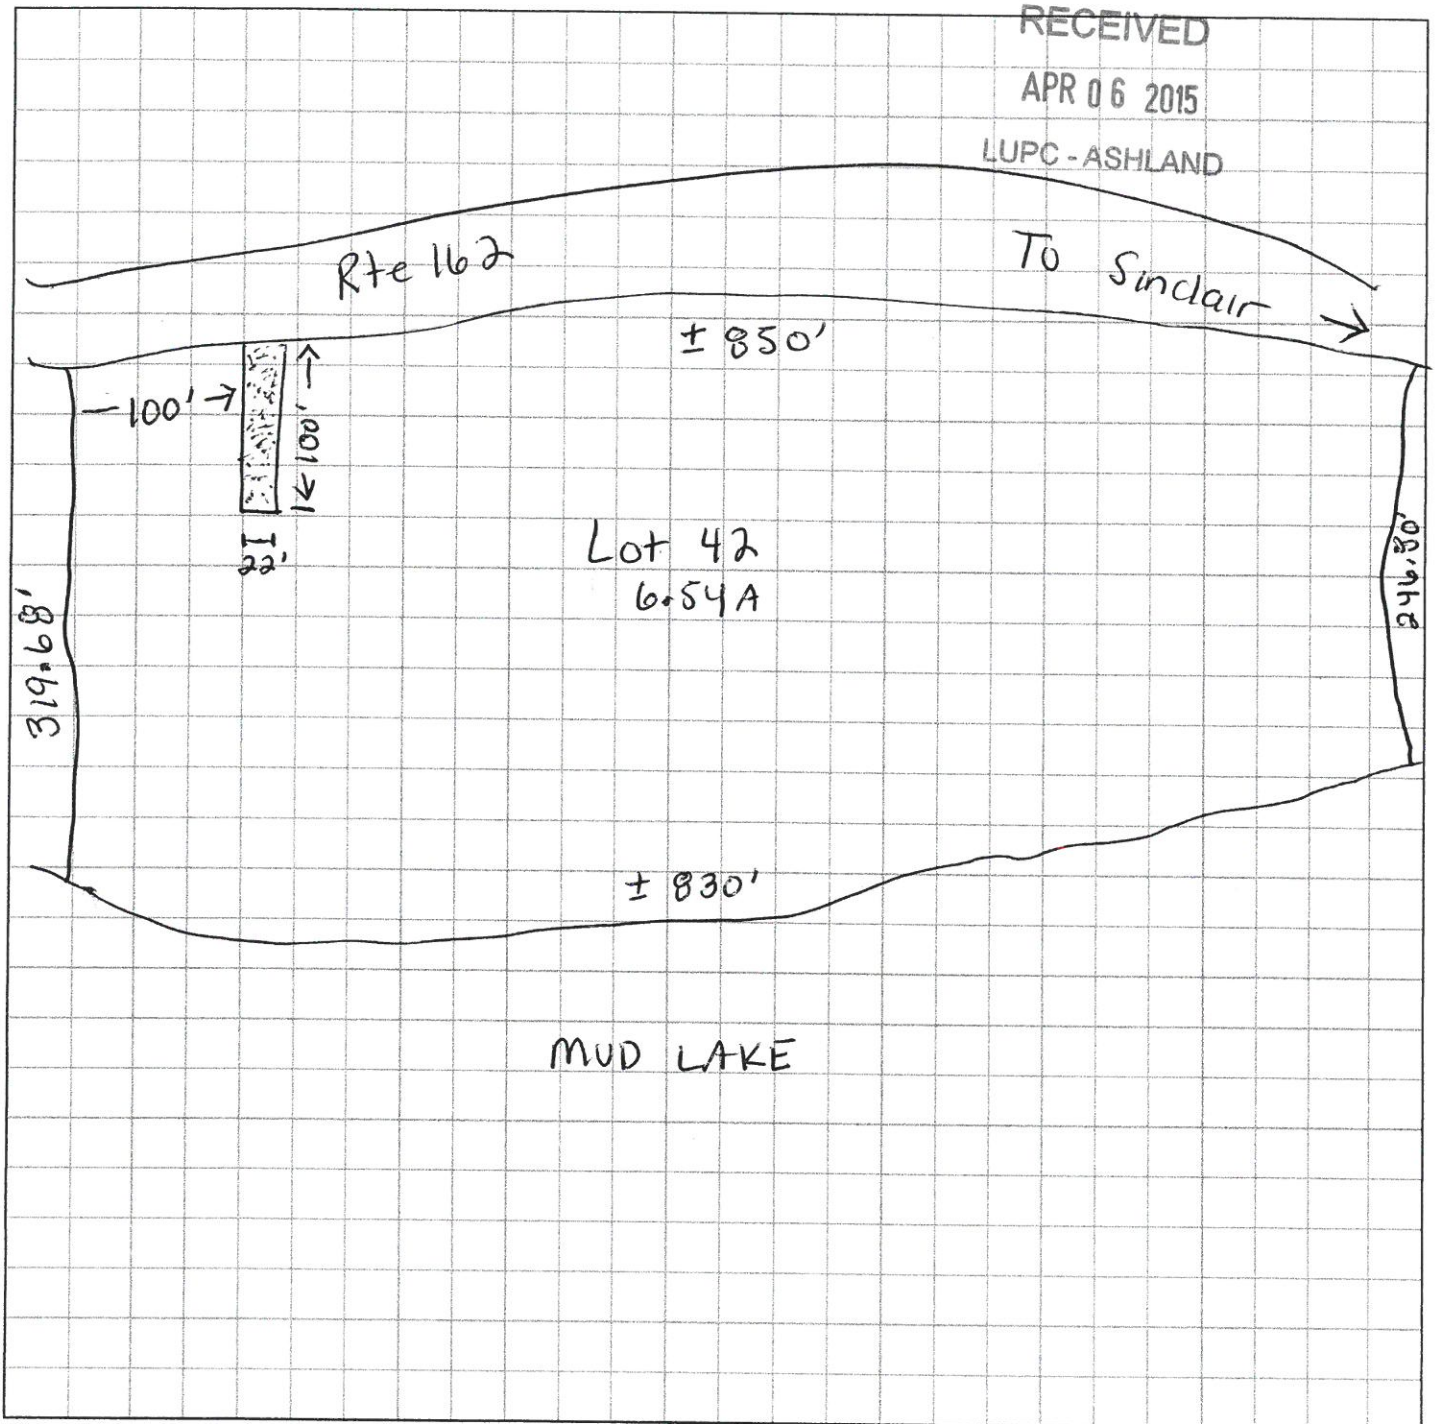 RECEIVED
APR 06 2015
LUPC - ASHLAND
Rte 162
To Sinclair
± 850'
100'
100'
22'
Lot 42
6.54A
319.68'
246.80'
± 830'
MUD LAKE